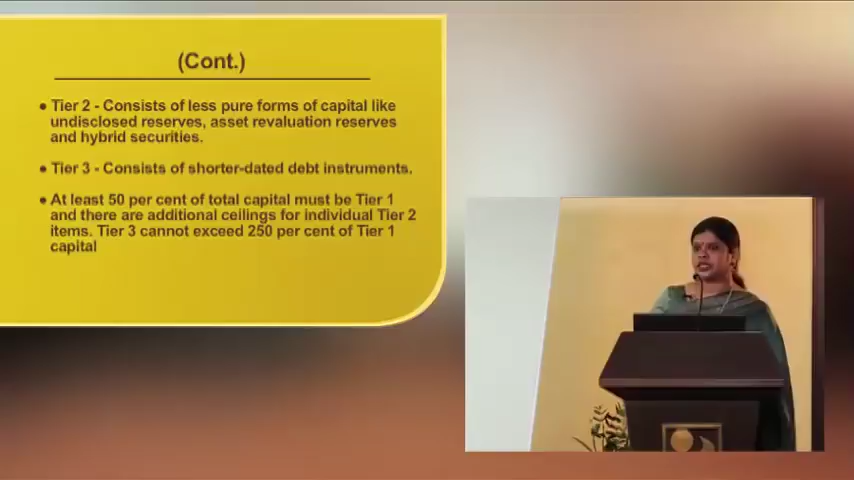 (Cont.)
● Tier 2 - Consists of less pure forms of capital like
undisclosed reserves, asset revaluation reserves
and hybrid securities.
● Tier 3 - Consists of shorter-dated debt instruments.
● At least 50 per cent of total capital must be Tier 1
and there are additional ceilings for individual Tier 2
items. Tier 3 cannot exceed 250 per cent of Tier 1
capital